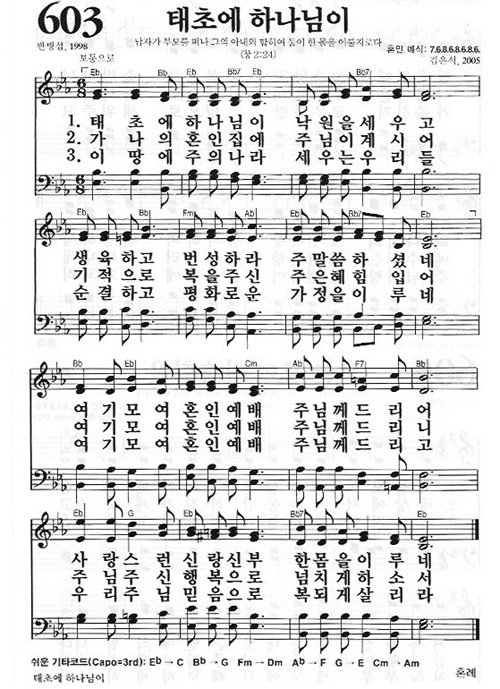 603
태초에 하나님이
남자가 부모를 떠나 그의 아내와 합하여 둘이 한 몸을 이룰지로다
(창 2:24)
반병섭, 1998
혼인 예식: 7.6.8.6.8.6.8.6.
보통으로
김은석, 2005
Eb Bb Bb7 Eb
1. 태초에하나님이 낙원을세우고
2. 가나의혼인집에 주님이계시어
3. 이땅에주의나라 세우는우리들
Eb Bb Fm Ab Eb Bb7 Eb
생육하고 번성하라 주말씀하셨네
기적으로 복을주신 주은혜힘입어
순결하고 평화로운 가정을이루네
Bb Eb Cm Ab F7 Bb
여기모여혼인예배 주님께드리어
여기모여혼인예배 주님께드리니
여기모여혼인예배 주님께드리고
Eb G Eb Bb7 Eb
사랑스런신랑신부 한몸을이루네
주님주신행복으로 넘치게하소서
우리주님믿음으로 복되게살리라
쉬운 기타코드(Capo=3rd): Eb→C Bb→G Fm→Dm Ab→F G→E Cm→Am
태초에 하나님이
혼례